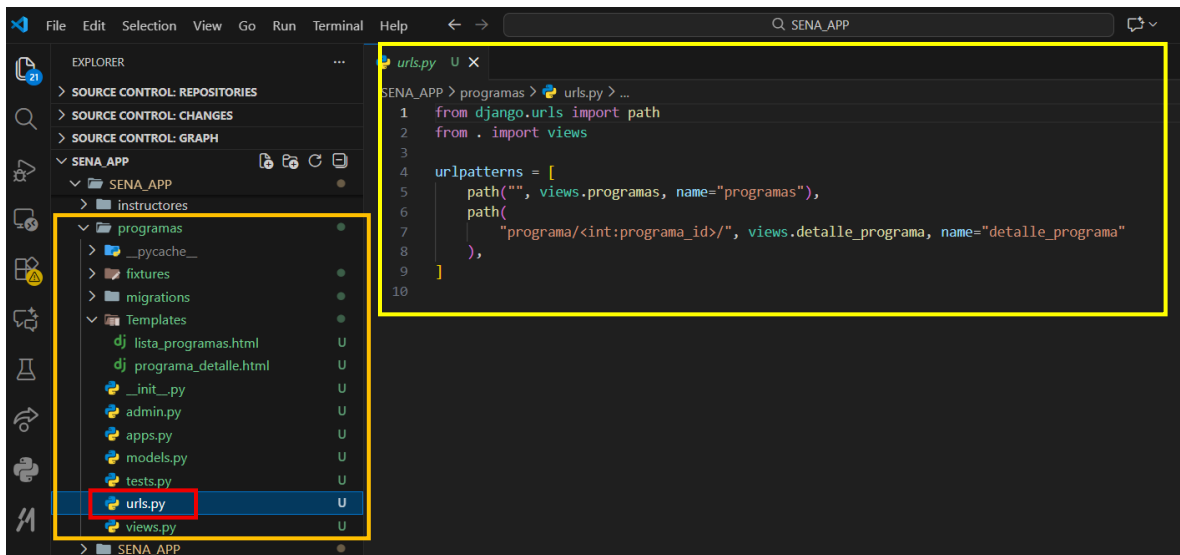 File Edit Selection View Go Run Terminal Help SENA_APP
EXPLORER
SOURCE CONTROL: REPOSITORIES
SOURCE CONTROL: CHANGES
SOURCE CONTROL: GRAPH
SENA_APP
SENA_APP
instructores
programas
__pycache__
fixtures
migrations
Templates
dj lista_programas.html U
dj programa_detalle.html U
__init__.py U
admin.py U
apps.py U
models.py U
tests.py U
urls.py U
views.py U
SENA_APP
21
urls.py U
SENA_APP > programas > urls.py > ...
1 from django.urls import path
2 from . import views
3
4 urlpatterns = [
5 path("", views.programas, name="programas"),
6 path(
7 "programa/<int:programa_id>/", views.detalle_programa, name="detalle_programa"
8 ),
9 ]
10